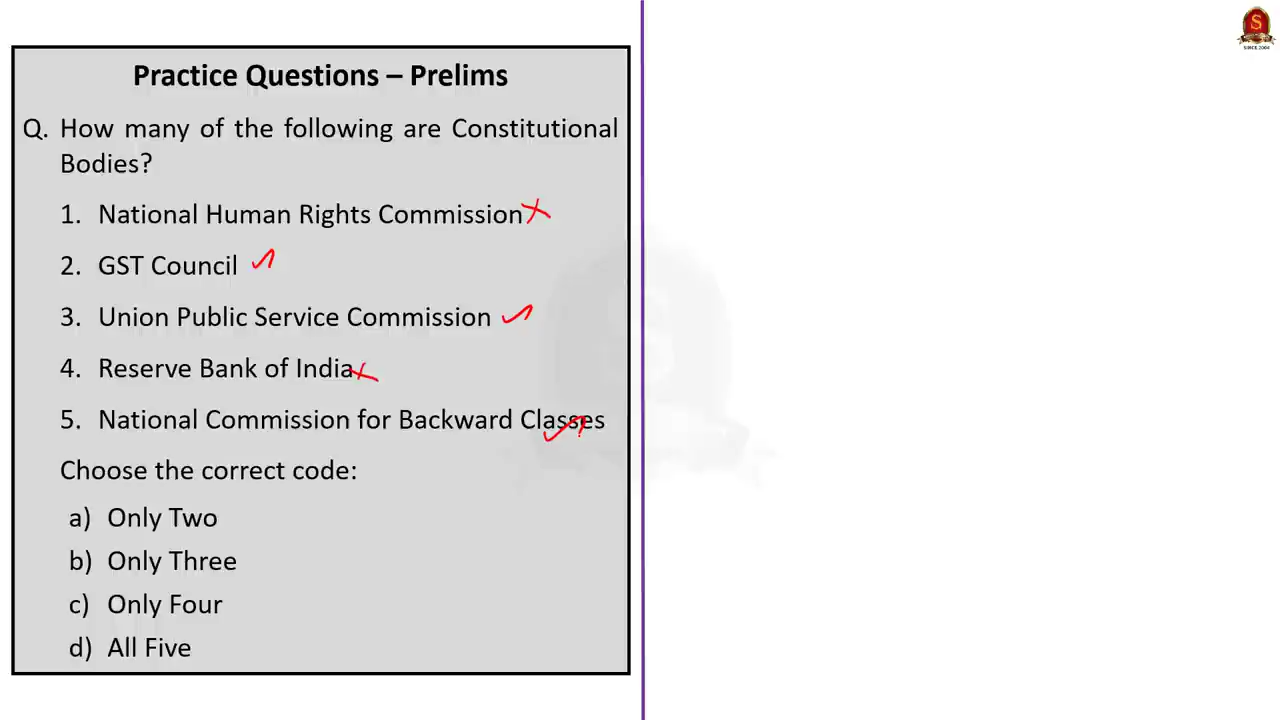 Practice Questions – Prelims
Q. How many of the following are Constitutional
Bodies?
1. National Human Rights Commission
2. GST Council
3. Union Public Service Commission
4. Reserve Bank of India
5. National Commission for Backward Classes
Choose the correct code:
a) Only Two
b) Only Three
c) Only Four
d) All Five
S
SINCE 2004